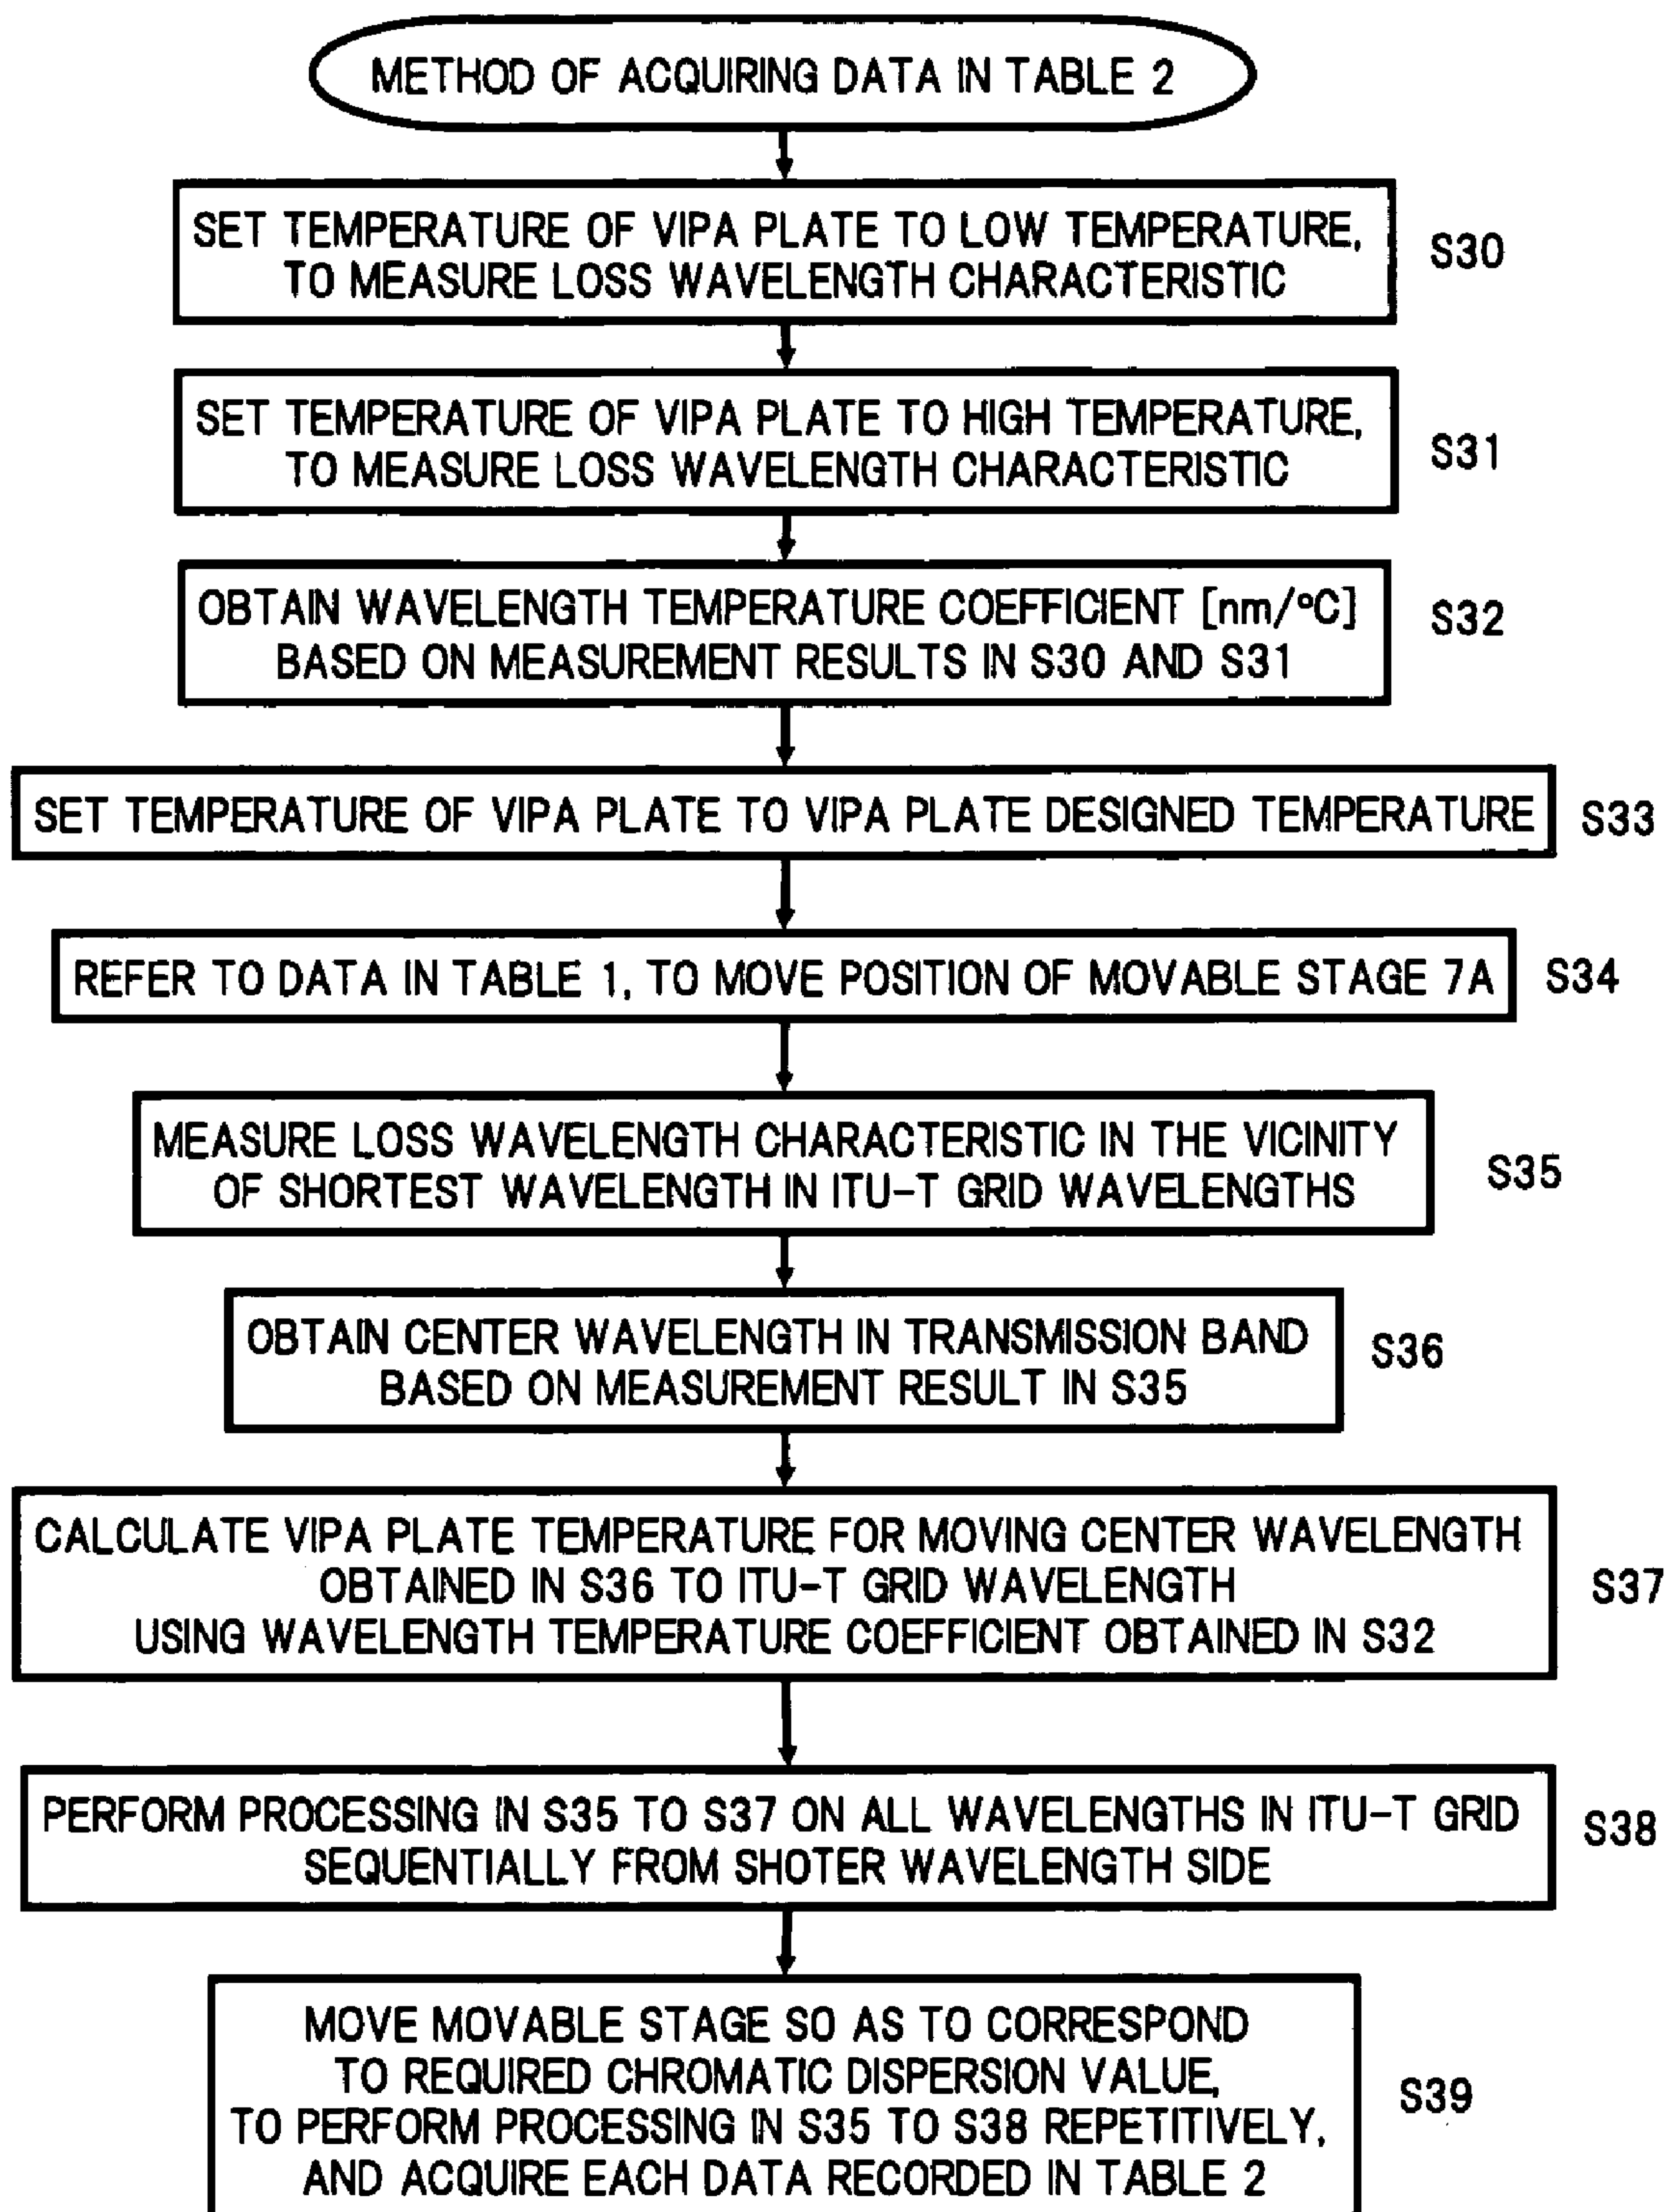 METHOD OF ACQUIRING DATA IN TABLE 2
SET TEMPERATURE OF VIPA PLATE TO LOW TEMPERATURE,
TO MEASURE LOSS WAVELENGTH CHARACTERISTIC
S30
SET TEMPERATURE OF VIPA PLATE TO HIGH TEMPERATURE,
TO MEASURE LOSS WAVELENGTH CHARACTERISTIC
S31
OBTAIN WAVELENGTH TEMPERATURE COEFFICIENT [nm/°C]
BASED ON MEASUREMENT RESULTS IN S30 AND S31
S32
SET TEMPERATURE OF VIPA PLATE TO VIPA PLATE DESIGNED TEMPERATURE
S33
REFER TO DATA IN TABLE 1, TO MOVE POSITION OF MOVABLE STAGE 7A
S34
MEASURE LOSS WAVELENGTH CHARACTERISTIC IN THE VICINITY
OF SHORTEST WAVELENGTH IN ITU-T GRID WAVELENGTHS
S35
OBTAIN CENTER WAVELENGTH IN TRANSMISSION BAND
BASED ON MEASUREMENT RESULT IN S35
S36
CALCULATE VIPA PLATE TEMPERATURE FOR MOVING CENTER WAVELENGTH
OBTAINED IN S36 TO ITU-T GRID WAVELENGTH
USING WAVELENGTH TEMPERATURE COEFFICIENT OBTAINED IN S32
S37
PERFORM PROCESSING IN S35 TO S37 ON ALL WAVELENGTHS IN ITU-T GRID
SEQUENTIALLY FROM SHOTER WAVELENGTH SIDE
S38
MOVE MOVABLE STAGE SO AS TO CORRESPOND
TO REQUIRED CHROMATIC DISPERSION VALUE,
TO PERFORM PROCESSING IN S35 TO S38 REPETITIVELY,
AND ACQUIRE EACH DATA RECORDED IN TABLE 2
S39